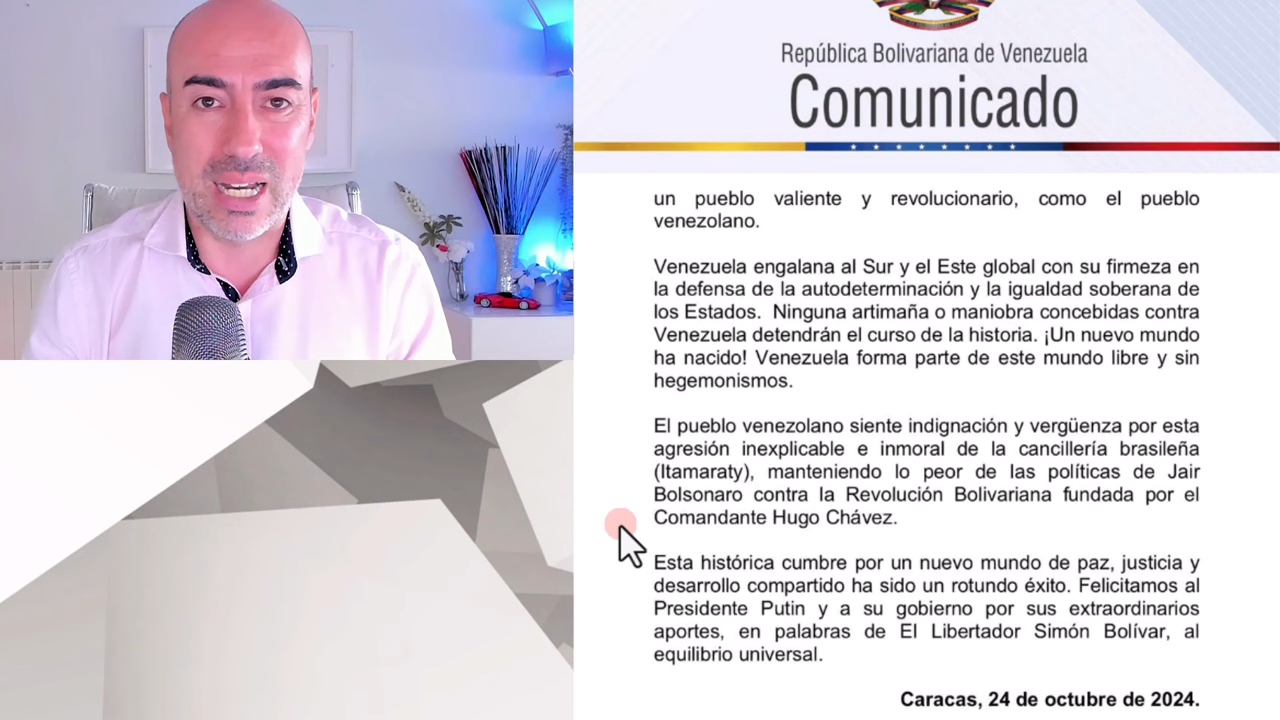 República Bolivariana de Venezuela
Comunicado
un pueblo valiente y revolucionario, como el pueblo
venezolano.
Venezuela engalana al Sur y el Este global con su firmeza en
la defensa de la autodeterminación y la igualdad soberana de
los Estados. Ninguna artimaña o maniobra concebidas contra
Venezuela detendrán el curso de la historia. ¡Un nuevo mundo
ha nacido! Venezuela forma parte de este mundo libre y sin
hegemonismos.
El pueblo venezolano siente indignación y vergüenza por esta
agresión inexplicable e inmoral de la cancillería brasileña
(Itamaraty), manteniendo lo peor de las políticas de Jair
Bolsonaro contra la Revolución Bolivariana fundada por el
Comandante Hugo Chávez.
Esta histórica cumbre por un nuevo mundo de paz, justicia y
desarrollo compartido ha sido un rotundo éxito. Felicitamos al
Presidente Putin y a su gobierno por sus extraordinarios
aportes, en palabras de El Libertador Simón Bolívar, al
equilibrio universal.
Caracas, 24 de octubre de 2024.